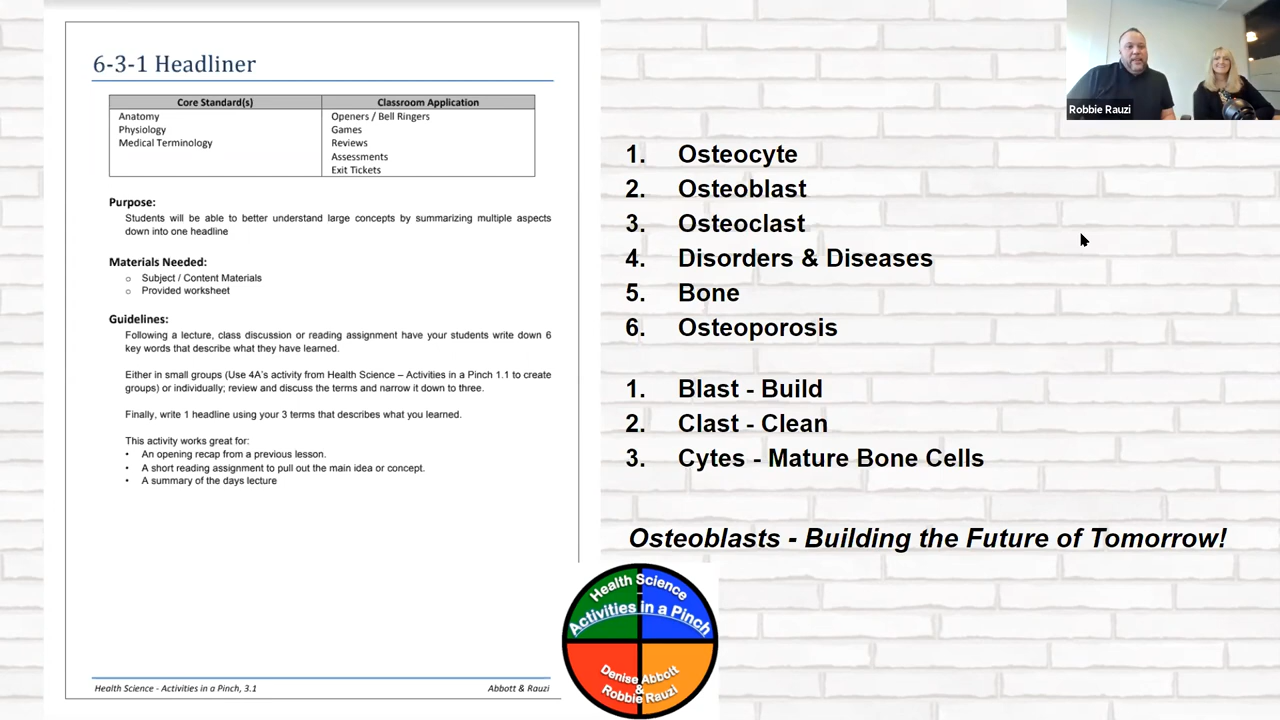 6-3-1 Headliner
Core Standard(s)
Classroom Application
Anatomy
Physiology
Medical Terminology
Openers / Bell Ringers
Games
Reviews
Assessments
Exit Tickets
Purpose:
Students will be able to better understand large concepts by summarizing multiple aspects
down into one headline
Materials Needed:
o Subject / Content Materials
o Provided worksheet
Guidelines:
Following a lecture, class discussion or reading assignment have your students write down 6
key words that describe what they have learned.
Either in small groups (Use 4A's activity from Health Science – Activities in a Pinch 1.1 to create
groups) or individually; review and discuss the terms and narrow it down to three.
Finally, write 1 headline using your 3 terms that describes what you learned.
This activity works great for:
• An opening recap from a previous lesson.
• A short reading assignment to pull out the main idea or concept.
• A summary of the days lecture
Health Science - Activities in a Pinch, 3.1
Abbott & Rauzi
Robbie Rauzi
1. Osteocyte
2. Osteoblast
3. Osteoclast
4. Disorders & Diseases
5. Bone
6. Osteoporosis
1. Blast - Build
2. Clast - Clean
3. Cytes - Mature Bone Cells
Osteoblasts - Building the Future of Tomorrow!
Health Science
Activities in a Pinch
Denise Abbott
&
Robbie Rauzi